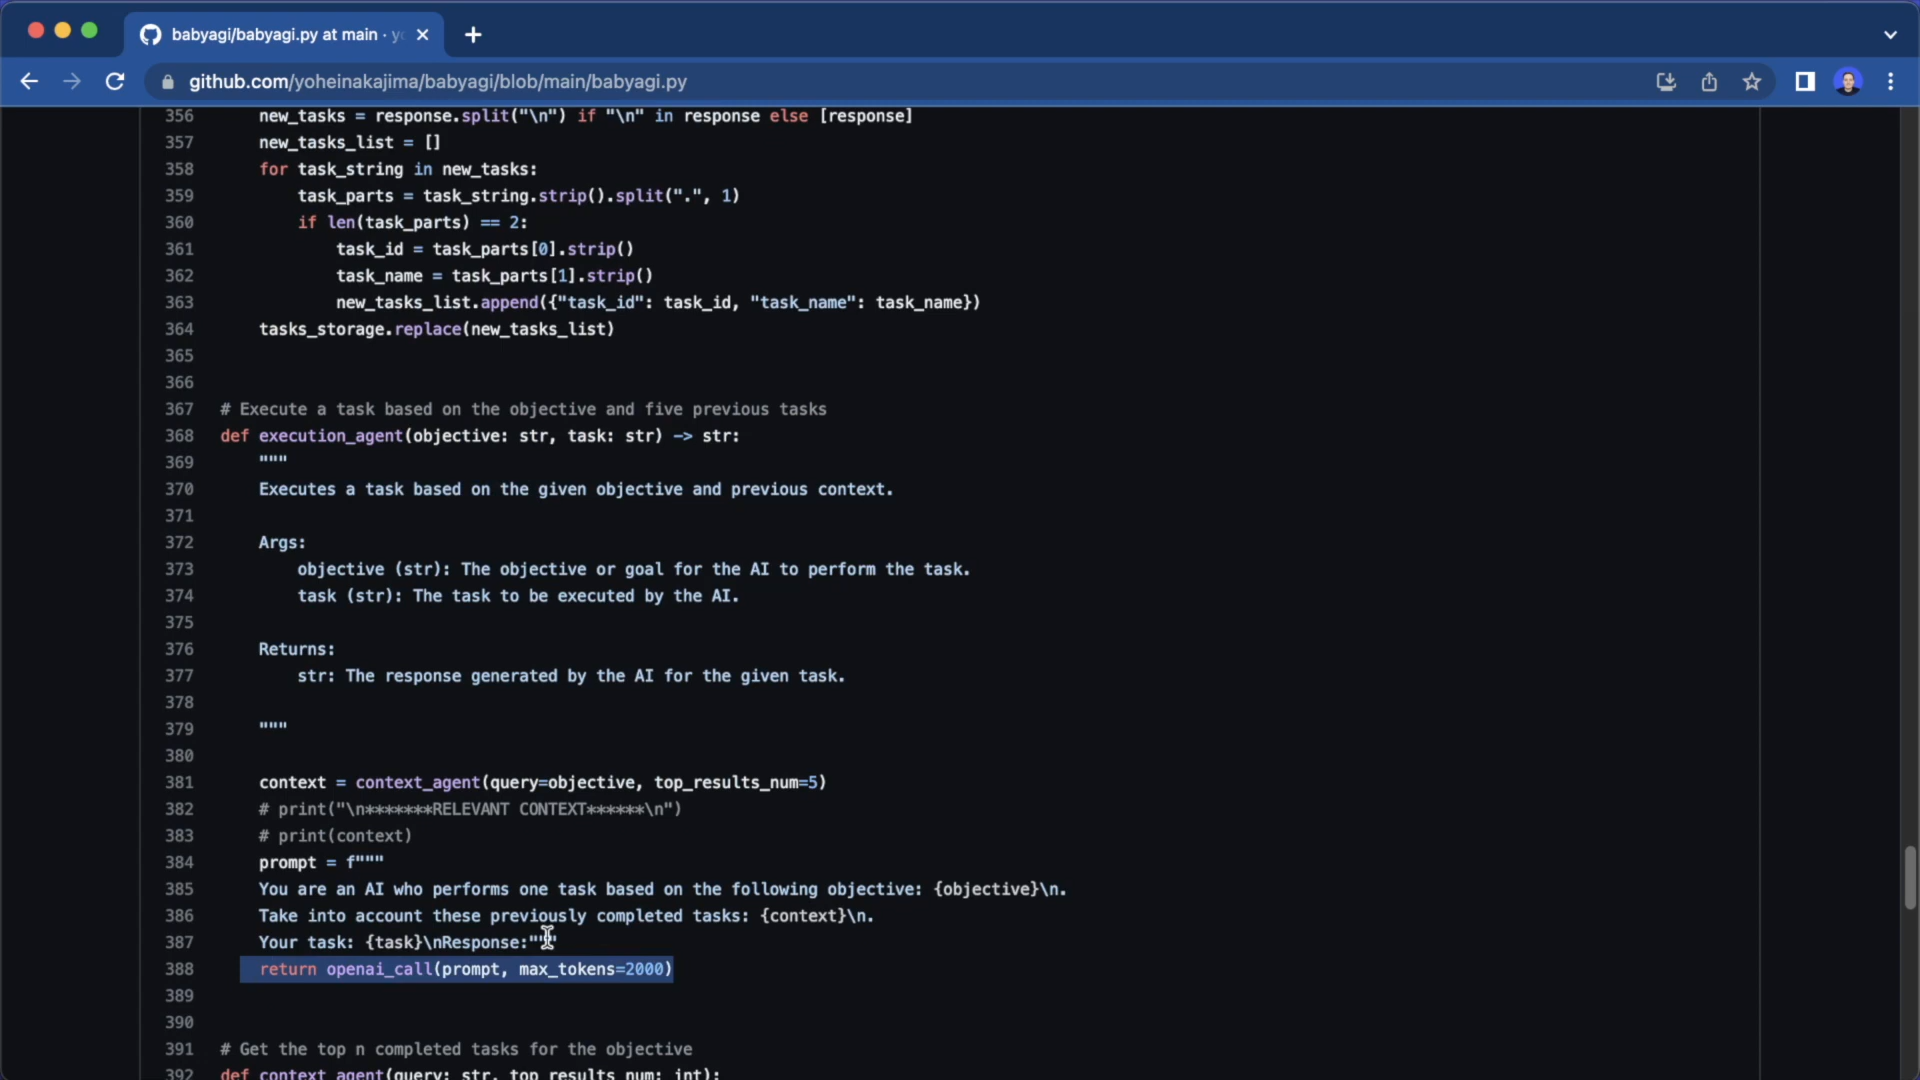 babyagi/babyagi.py at main · yo
github.com/yoheinakajima/babyagi/blob/main/babyagi.py
356 new_tasks = response.split("\n") if "\n" in response else [response]
357 new_tasks_list = []
358 for task_string in new_tasks:
359 task_parts = task_string.strip().split(".", 1)
360 if len(task_parts) == 2:
361 task_id = task_parts[0].strip()
362 task_name = task_parts[1].strip()
363 new_tasks_list.append({"task_id": task_id, "task_name": task_name})
364 tasks_storage.replace(new_tasks_list)
365
366
367 # Execute a task based on the objective and five previous tasks
368 def execution_agent(objective: str, task: str) -> str:
369 """
370 Executes a task based on the given objective and previous context.
371
372 Args:
373 objective (str): The objective or goal for the AI to perform the task.
374 task (str): The task to be executed by the AI.
375
376 Returns:
377 str: The response generated by the AI for the given task.
378
379 """
380
381 context = context_agent(query=objective, top_results_num=5)
382 # print("\n*******RELEVANT CONTEXT******\n")
383 # print(context)
384 prompt = f"""
385 You are an AI who performs one task based on the following objective: {objective}\n.
386 Take into account these previously completed tasks: {context}\n.
387 Your task: {task}\nResponse:"""
388 return openai_call(prompt, max_tokens=2000)
389
390
391 # Get the top n completed tasks for the objective
392 def context_agent(query: str, top_results_num: int):